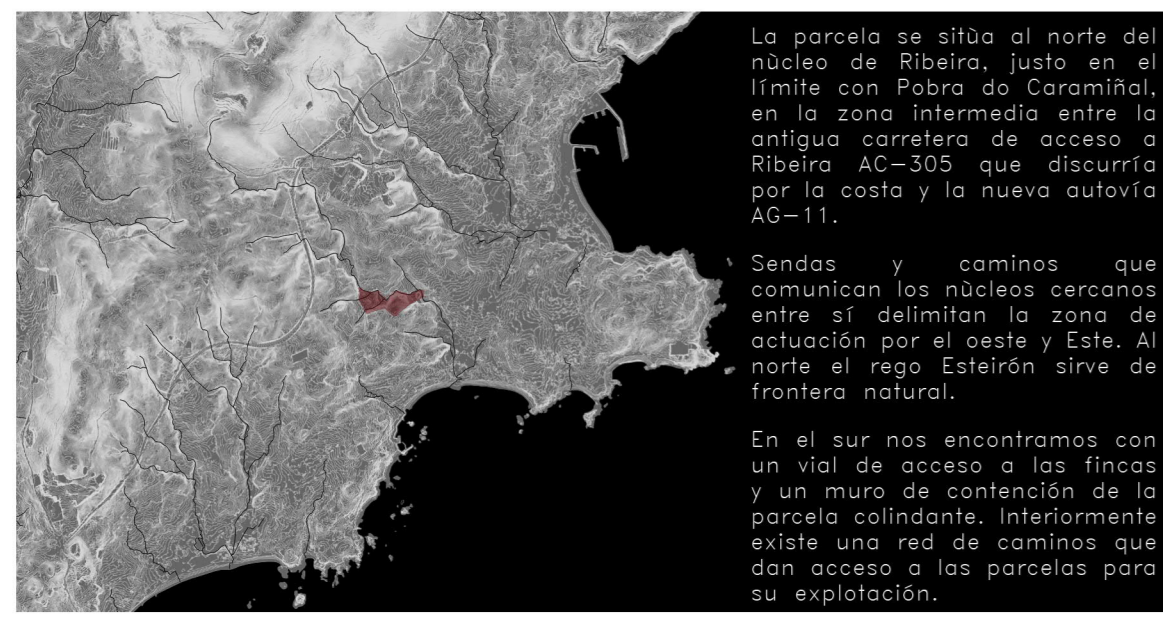 La parcela se sitùa al norte del
nùcleo de Ribeira, justo en el
límite con Pobra do Caramiñal,
en la zona intermedia entre la
antigua carretera de acceso a
Ribeira AC-305 que discurría
por la costa y la nueva autovía
AG-11.
Sendas y caminos que
comunican los nùcleos cercanos
entre sí delimitan la zona de
actuación por el oeste y Este. Al
norte el rego Esteirón sirve de
frontera natural.
En el sur nos encontramos con
un vial de acceso a las fincas
y un muro de contención de la
parcela colindante. Interiormente
existe una red de caminos que
dan acceso a las parcelas para
su explotación.